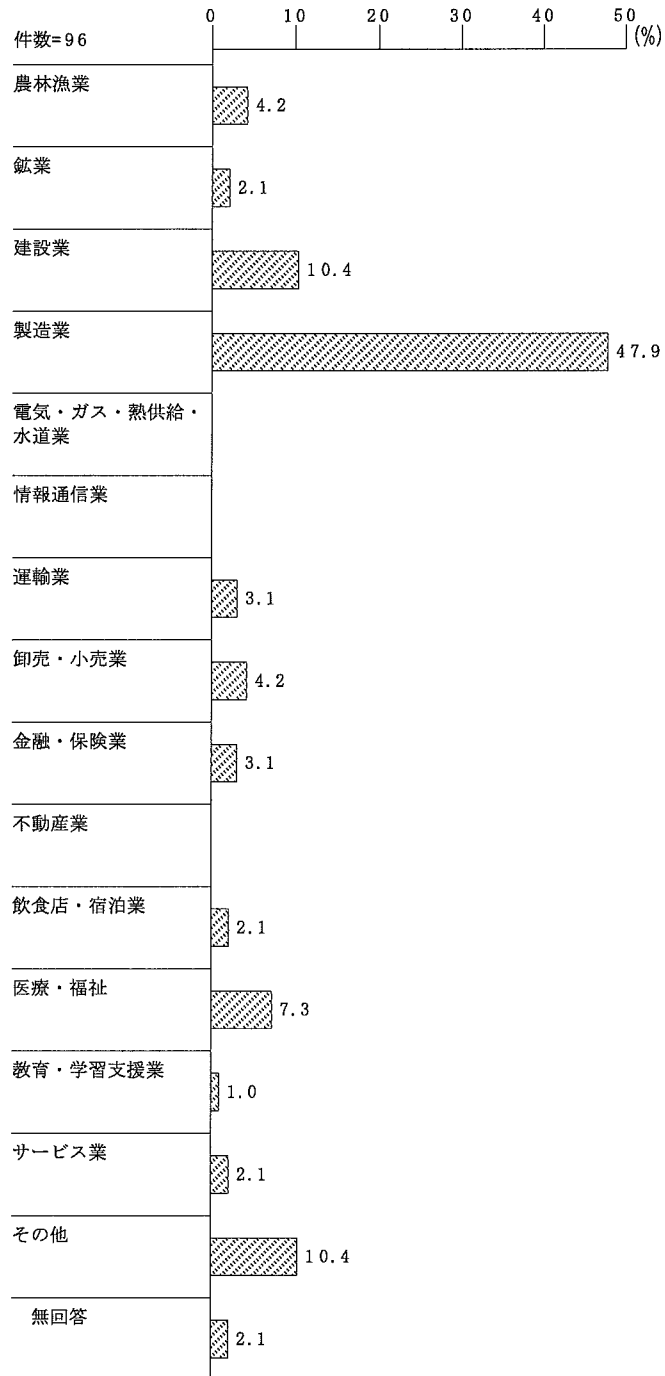 0 10 20 30 40 50
(%)
件数=96
農林漁業
4.2
鉱業
2.1
建設業
10.4
製造業
47.9
電気・ガス・熱供給・
水道業
情報通信業
運輸業
3.1
卸売・小売業
4.2
金融・保険業
3.1
不動産業
飲食店・宿泊業
2.1
医療・福祉
7.3
教育・学習支援業
1.0
サービス業
2.1
その他
10.4
無回答
2.1